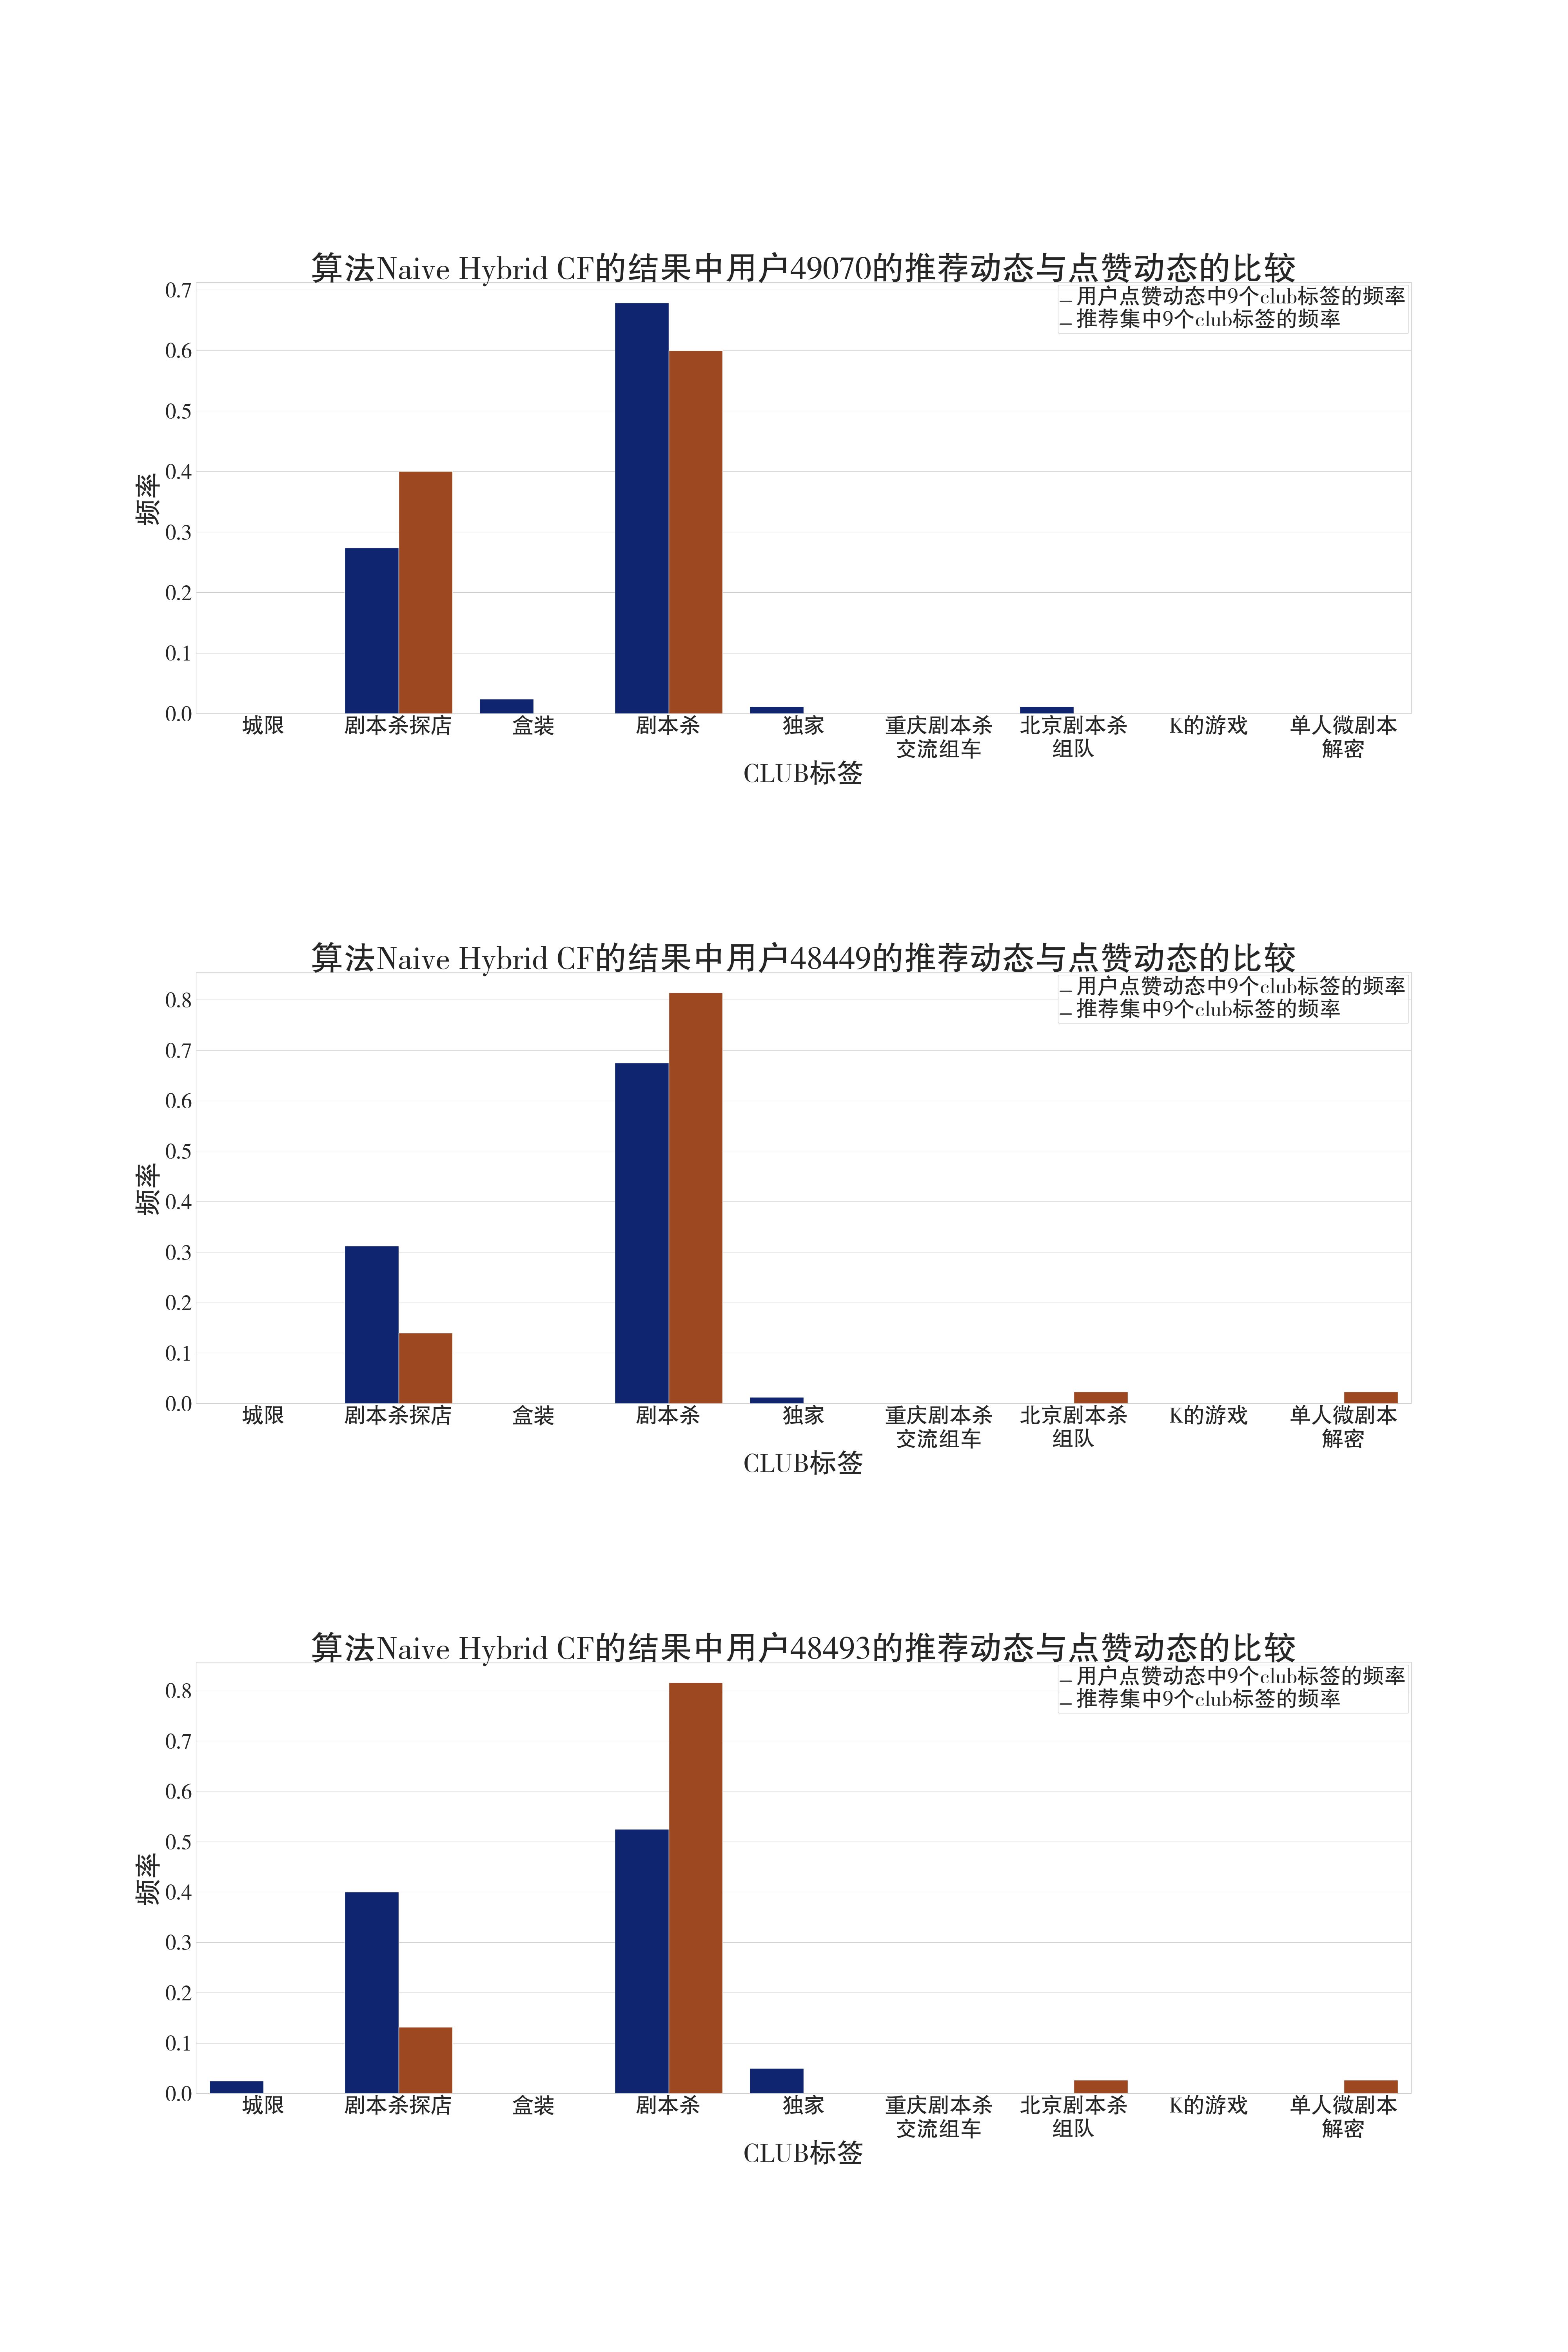 算法Naive Hybrid CF的结果中用户49070的推荐动态与点赞动态的比较
用户点赞动态中9个club标签的频率
推荐集中9个club标签的频率
0.7
0.6
0.5
0.4
0.3
0.2
0.1
0.0
频率
城限 剧本杀探店 盒装 剧本杀 独家 重庆剧本杀 北京剧本杀 K的游戏 单人微剧本
交流组车 组队 解密
CLUB标签
算法Naive Hybrid CF的结果中用户48449的推荐动态与点赞动态的比较
用户点赞动态中9个club标签的频率
推荐集中9个club标签的频率
0.8
0.7
0.6
0.5
0.4
0.3
0.2
0.1
0.0
频率
城限 剧本杀探店 盒装 剧本杀 独家 重庆剧本杀 北京剧本杀 K的游戏 单人微剧本
交流组车 组队 解密
CLUB标签
算法Naive Hybrid CF的结果中用户48493的推荐动态与点赞动态的比较
用户点赞动态中9个club标签的频率
推荐集中9个club标签的频率
0.8
0.7
0.6
0.5
0.4
0.3
0.2
0.1
0.0
频率
城限 剧本杀探店 盒装 剧本杀 独家 重庆剧本杀 北京剧本杀 K的游戏 单人微剧本
交流组车 组队 解密
CLUB标签